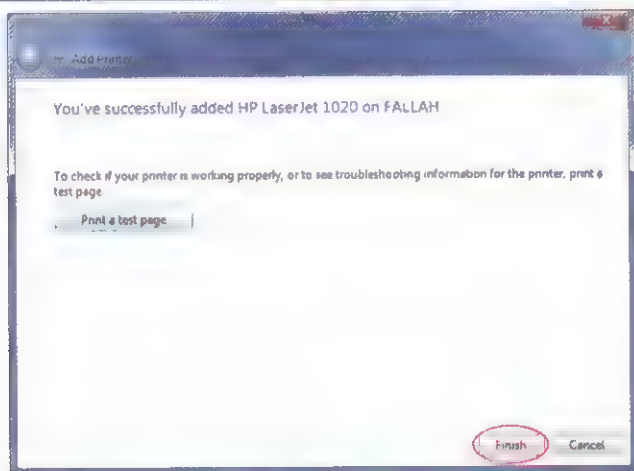 Add Printer
You've successfully added HP LaserJet 1020 on FALLAH
To check if your printer is working properly, or to see troubleshooting information for the printer, print a
test page
Print a test page
Finish
Cancel